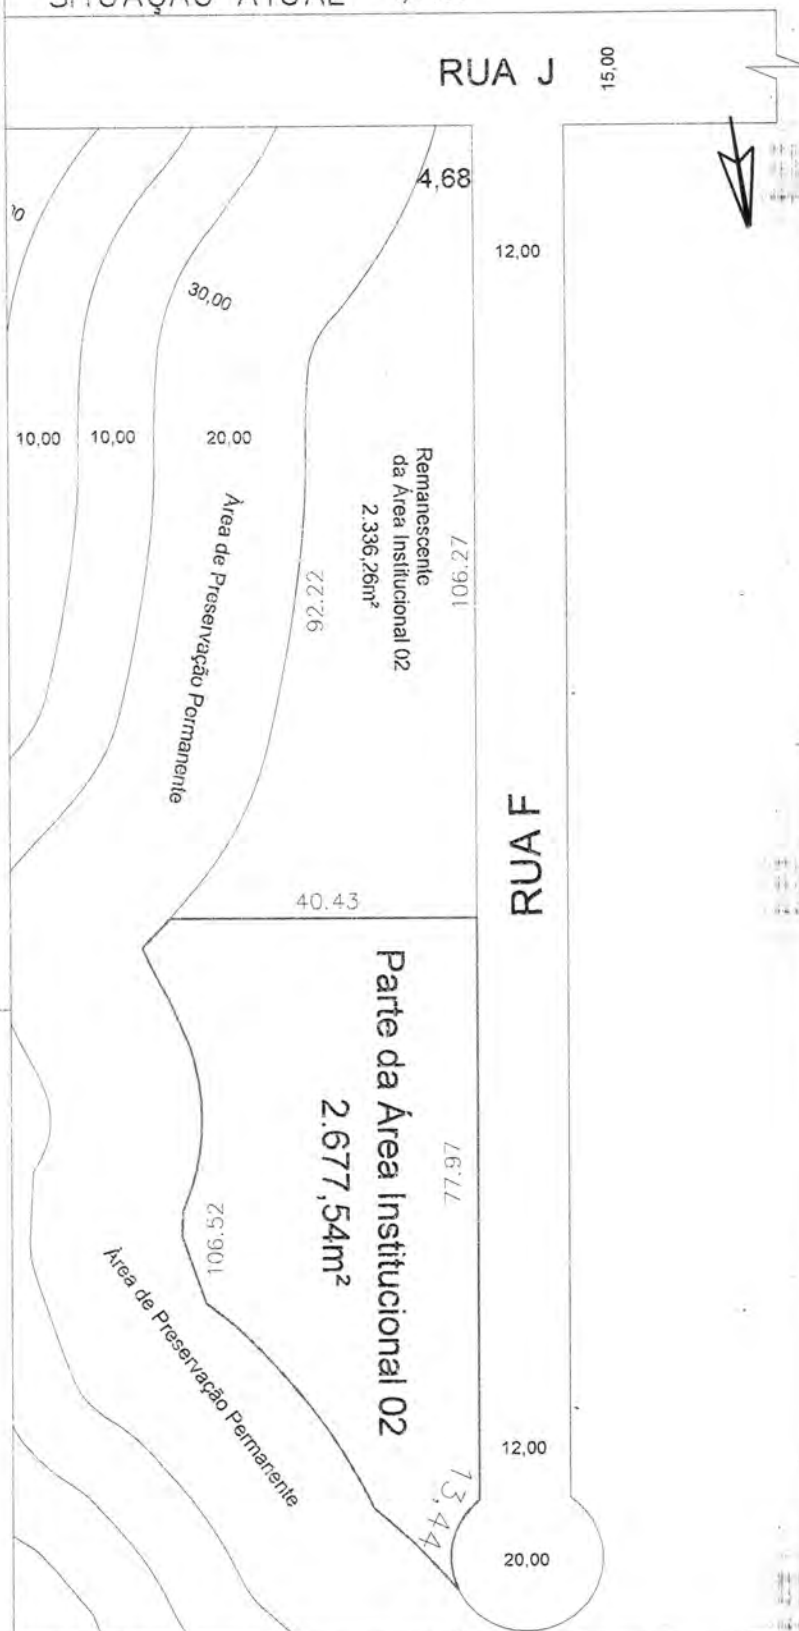 SITUAÇÃO ATUAL
RUA J
15,00
4,68
12,00
30,00
10,00
10,00
20,00
Remanescente
da Área Institucional 02
2.336,26m²
106.27
92.22
Área de Preservação Permanente
RUA F
40.43
Parte da Área Institucional 02
2.677,54m²
77.97
106.52
Área de Preservação Permanente
12,00
13,44
20,00